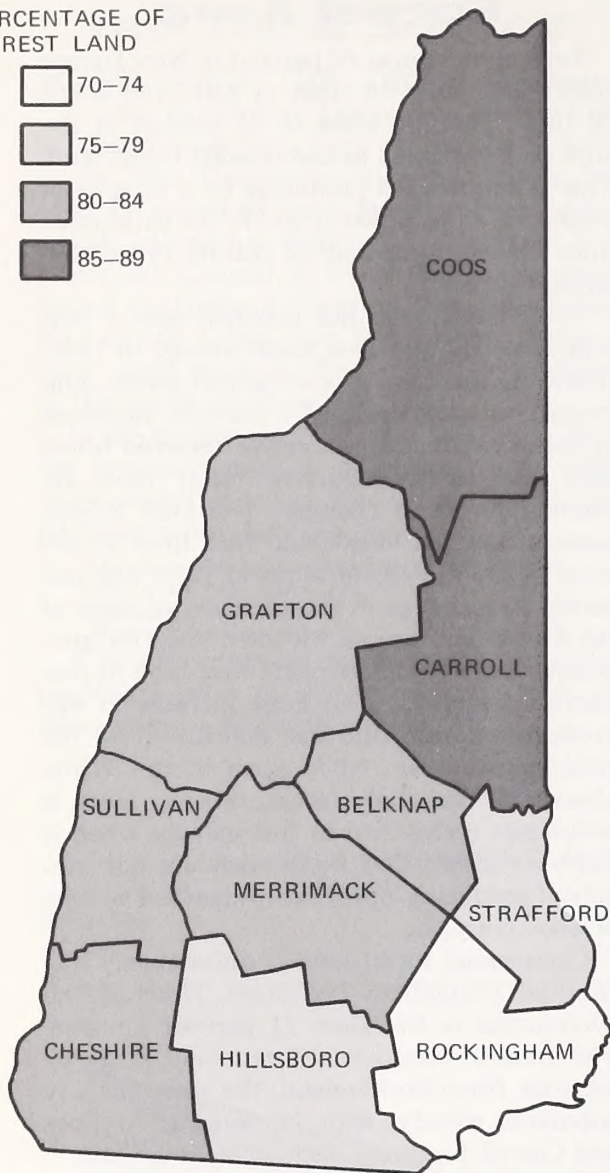 RCENTAGE OF
REST LAND
70–74
75–79
80–84
85–89
COOS
GRAFTON
CARROLL
SULLIVAN
BELKNAP
MERRIMACK
STRAFFORD
CHESHIRE
HILLSBORO
ROCKINGHAM